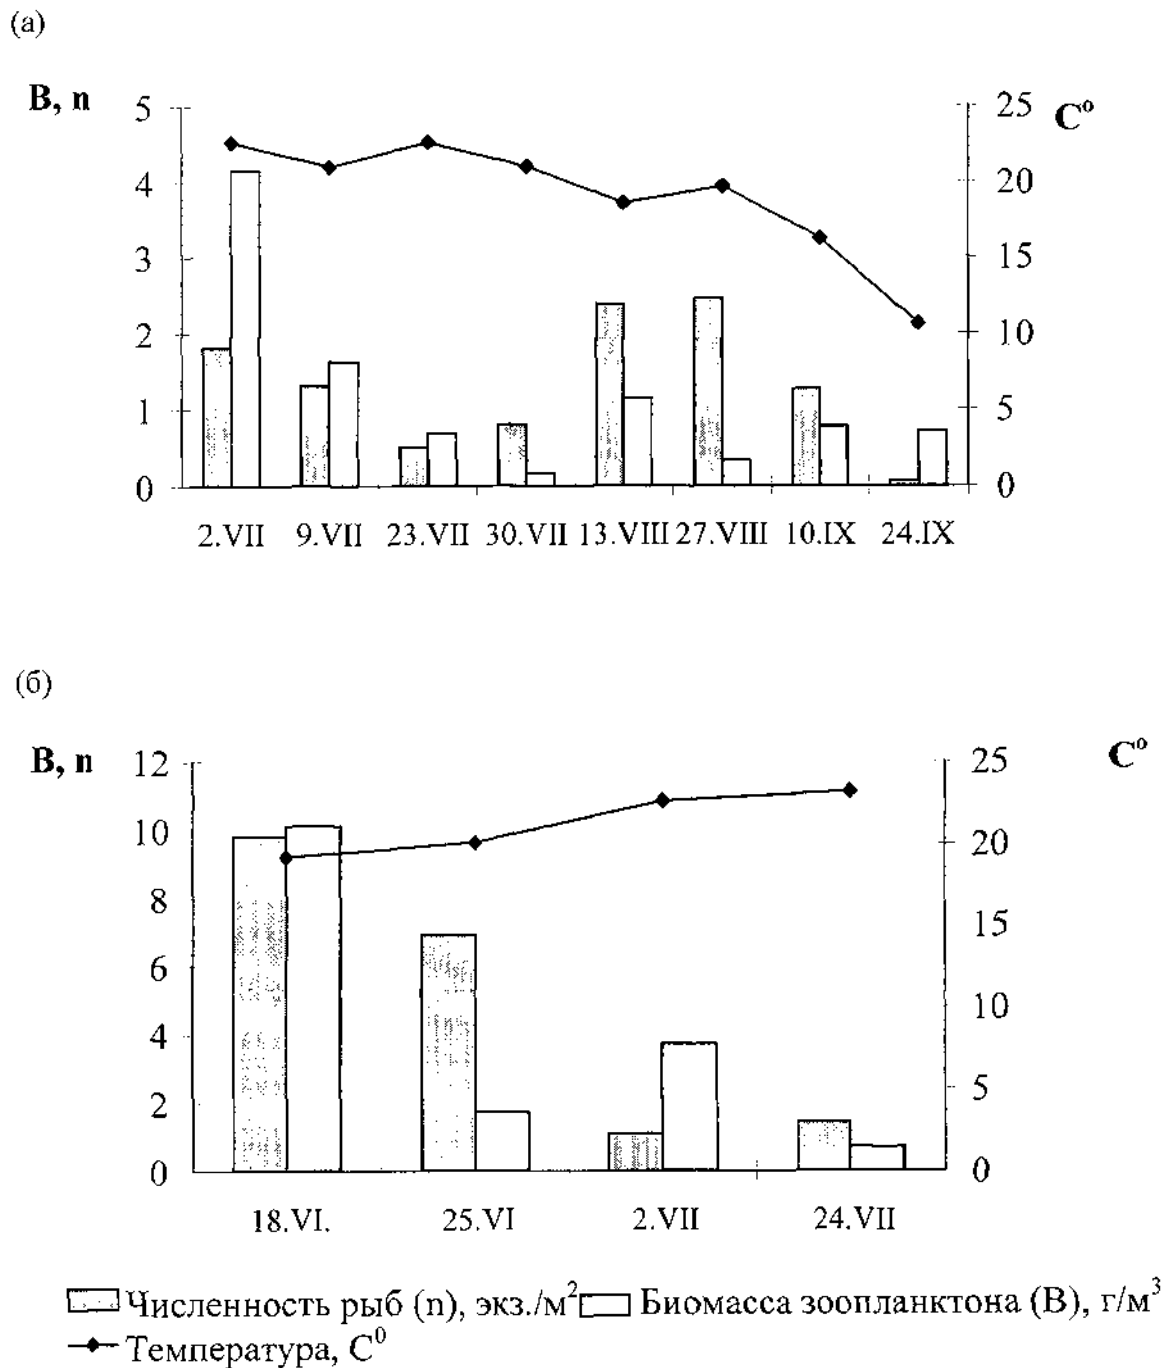 (а)
B, n
C⁰
5
4
3
2
1
0
25
20
15
10
5
0
2.VII 9.VII 23.VII 30.VII 13.VIII 27.VIII 10.IX 24.IX
(б)
B, n
C⁰
12
10
8
6
4
2
0
25
20
15
10
5
0
18.VI. 25.VI 2.VII 24.VII
Численность рыб (n), экз./м² Биомасса зоопланктона (B), г/м³
Температура, C⁰